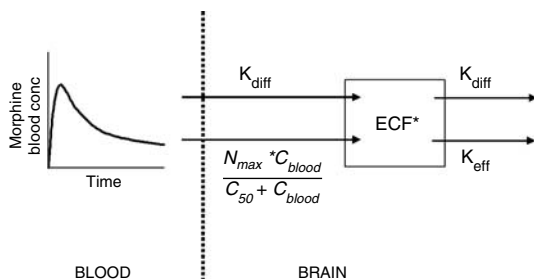 Morphine
blood conc
Time
K_diff
N_max *C_blood
C_50 + C_blood
ECF*
K_diff
K_eff
BLOOD
BRAIN